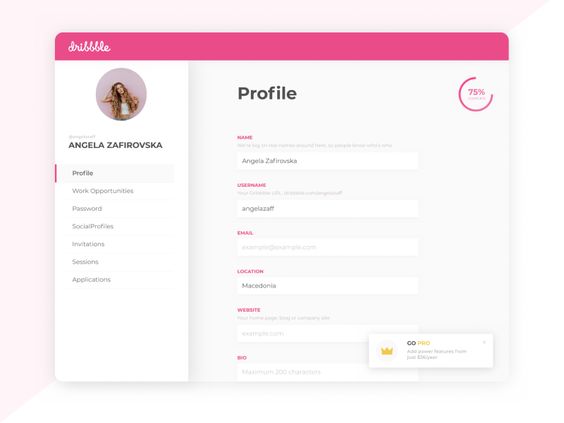 dribbble
@angelazaff
ANGELA ZAFIROVSKA
Profile
Work Opportunities
Password
SocialProfiles
Invitations
Sessions
Applications
Profile
75%
NAME
We're big on real names around here, so people know who's who.
Angela Zafirovska
USERNAME
Your Dribbble URL: dribbble.com/angelazaff
angelazaff
EMAIL
example@example.com
LOCATION
Macedonia
WEBSITE
Your home page, blog or company site
example.com
BIO
Maximum 200 characters
GO PRO
Add power features from
just $36/year
×